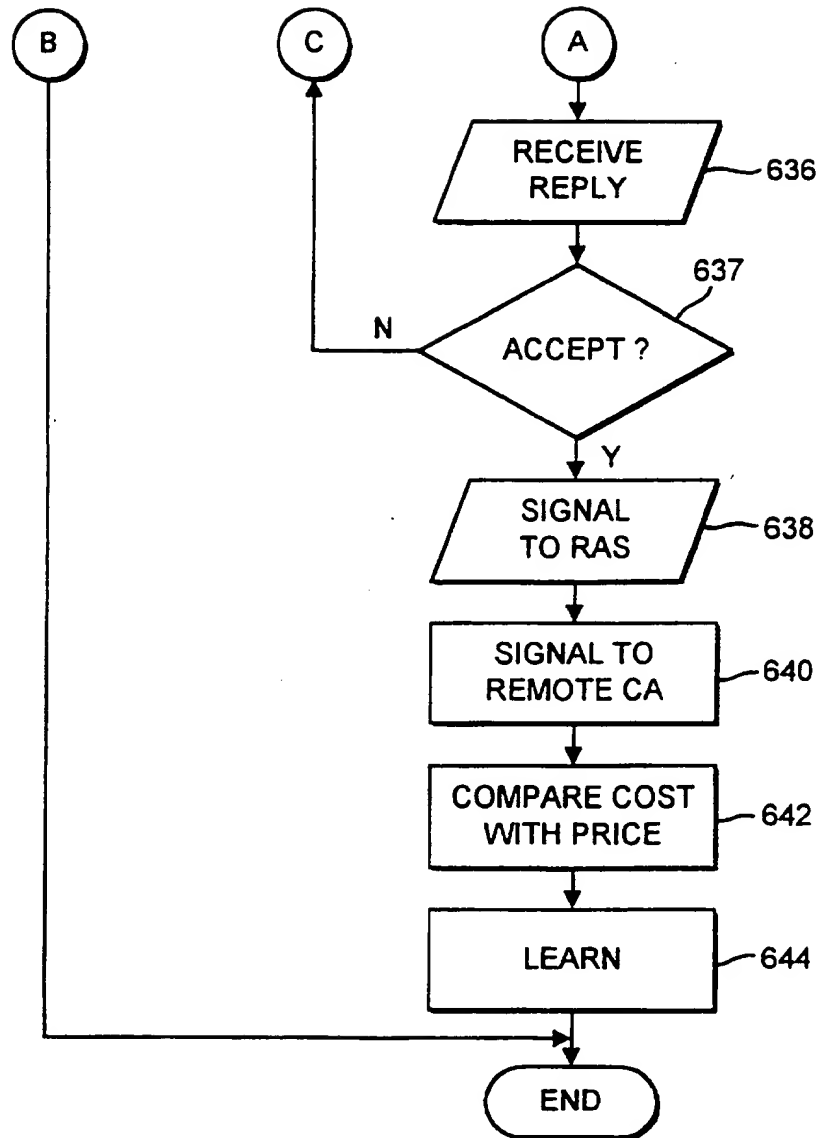 B
C
A
RECEIVE
REPLY
636
637
ACCEPT ?
N
Y
SIGNAL
TO RAS
638
SIGNAL TO
REMOTE CA
640
COMPARE COST
WITH PRICE
642
LEARN
644
END